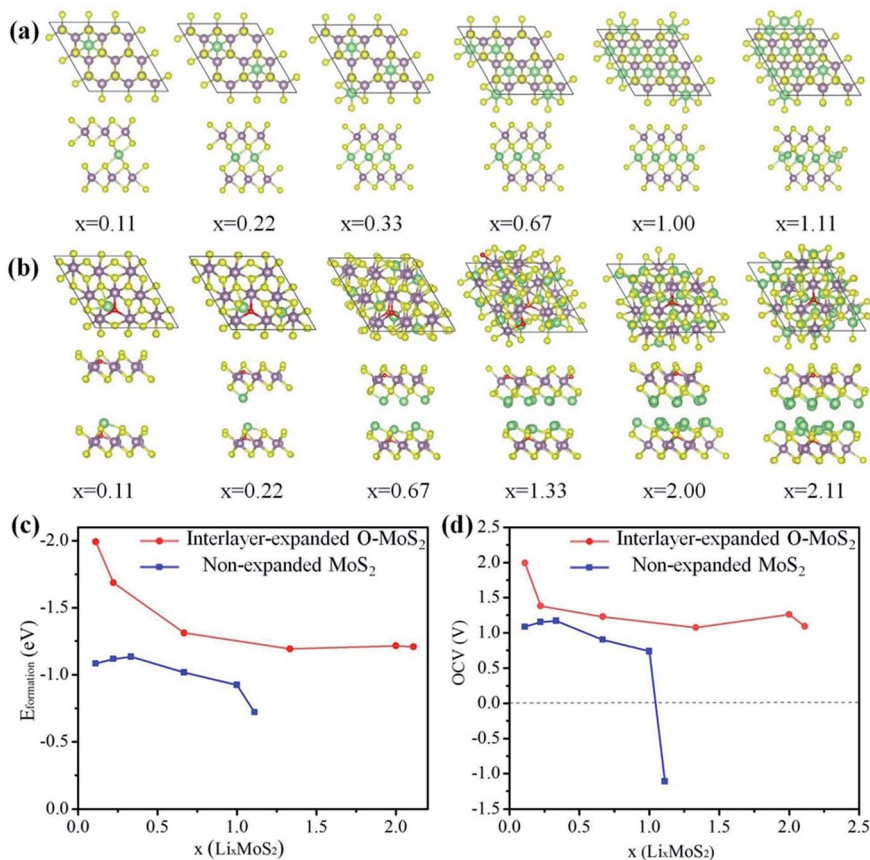 (a)
x=0.11 x=0.22 x=0.33 x=0.67 x=1.00 x=1.11
(b)
x=0.11 x=0.22 x=0.67 x=1.33 x=2.00 x=2.11
(c)
Interlayer-expanded O-MoS₂
Non-expanded MoS₂
Eformation (eV)
-2.0
-1.5
-1.0
-0.5
0.0
0.0 0.5 1.0 1.5 2.0
x (LiₓMoS₂)
(d)
Interlayer-expanded O-MoS₂
Non-expanded MoS₂
OCV (V)
2.5
2.0
1.5
1.0
0.5
0.0
-0.5
-1.0
-1.5
0.0 0.5 1.0 1.5 2.0 2.5
x (LiₓMoS₂)